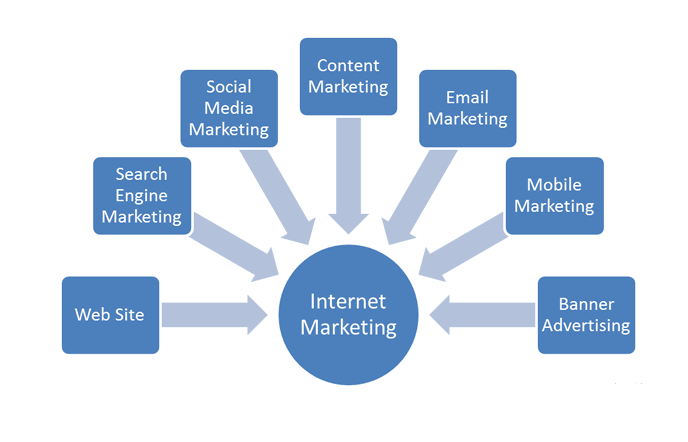 Content
Marketing
Social
Media
Marketing
Email
Marketing
Search
Engine
Marketing
Mobile
Marketing
Web Site
Internet
Marketing
Banner
Advertising